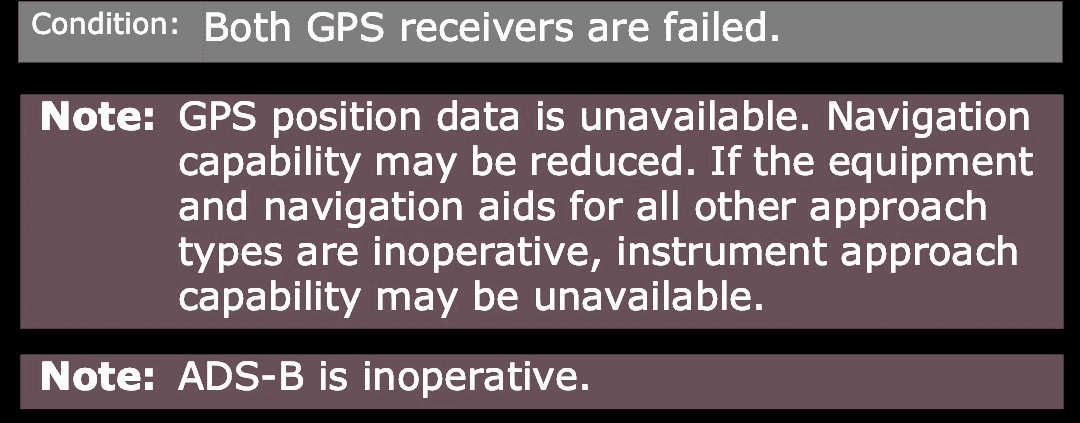 Condition: Both GPS receivers are failed.
Note: GPS position data is unavailable. Navigation
capability may be reduced. If the equipment
and navigation aids for all other approach
types are inoperative, instrument approach
capability may be unavailable.
Note: ADS-B is inoperative.